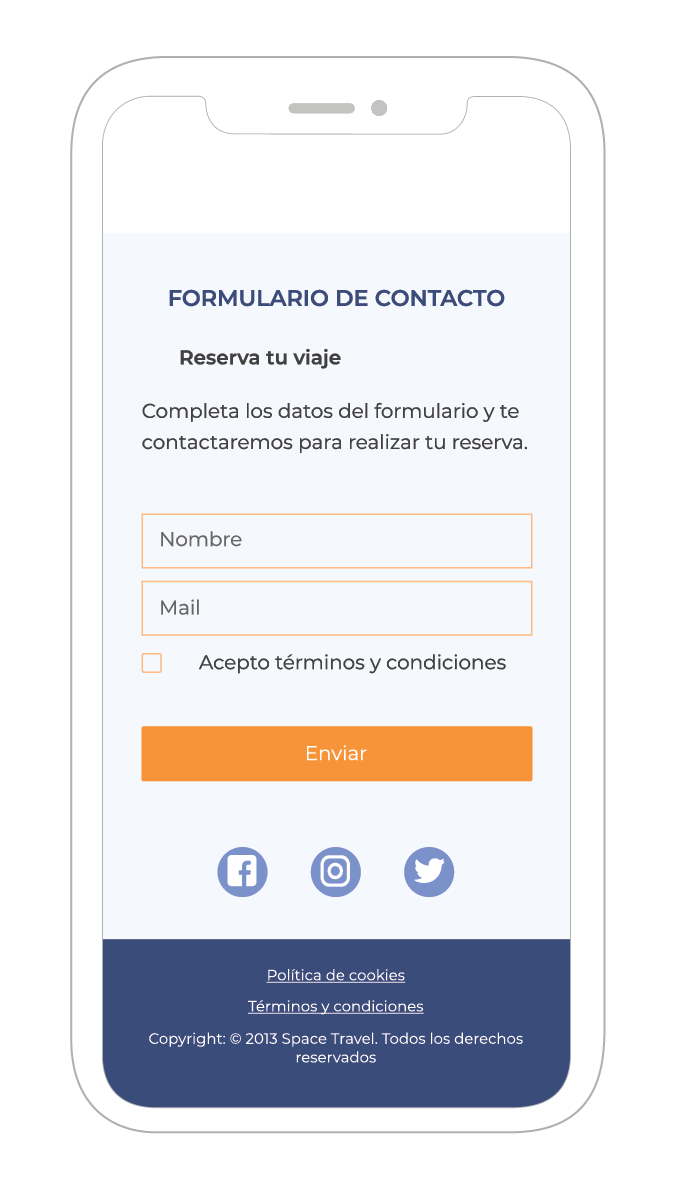 FORMULARIO DE CONTACTO
Reserva tu viaje
Completa los datos del formulario y te
contactaremos para realizar tu reserva.
Nombre
Mail
Acepto términos y condiciones
Enviar
Política de cookies
Términos y condiciones
Copyright: © 2013 Space Travel. Todos los derechos
reservados